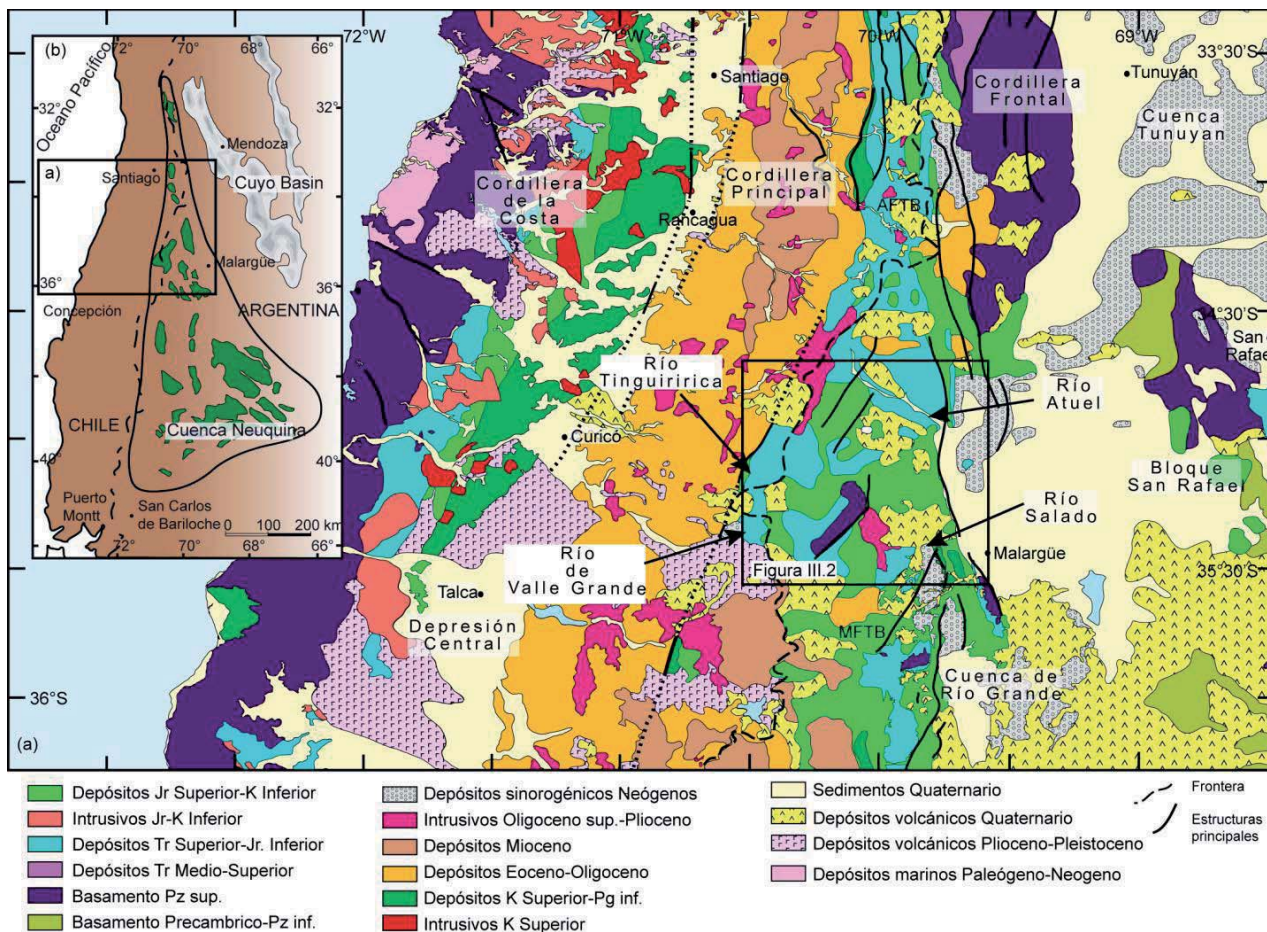 (b)
72°
70°
68°
66°
Oceano Pacífico
32°
32°
Mendoza
a)
Santiago
Cuyo Basin
Malargüe
36°
36°
Concepción
ARGENTINA
CHILE
Cuenca Neuquina
40°
40°
Puerto
Montt
San Carlos
de Bariloche
0 100 200 km
72°
70°
68°
66°
72°W
71°W
70°W
69°W
33°30'S
Santiago
Tunuyán
Cordillera
Frontal
Cuenca
Tunuyan
Cordillera
de la
Costa
Cordillera
Principal
Rancagua
AFTB
34°30'S
San
Rafael
Río
Tinguiririca
Río
Atuel
Curicó
Bloque
San Rafael
Río
Salado
Río
de
Valle Grande
Figura III.2
Malargüe
35°30'S
Talca
Depresión
Central
MFTB
Cuenca de
Río Grande
36°S
(a)
Depósitos Jr Superior-K Inferior
Intrusivos Jr-K Inferior
Depósitos Tr Superior-Jr. Inferior
Depósitos Tr Medio-Superior
Basamento Pz sup.
Basamento Precambrico-Pz inf.
Depósitos sinorogénicos Neógenos
Intrusivos Oligoceno sup.-Plioceno
Depósitos Mioceno
Depósitos Eoceno-Oligoceno
Depósitos K Superior-Pg inf.
Intrusivos K Superior
Sedimentos Quaternario
Depósitos volcánicos Quaternario
Depósitos volcánicos Plioceno-Pleistoceno
Depósitos marinos Paleógeno-Neogeno
Frontera
Estructuras
principales